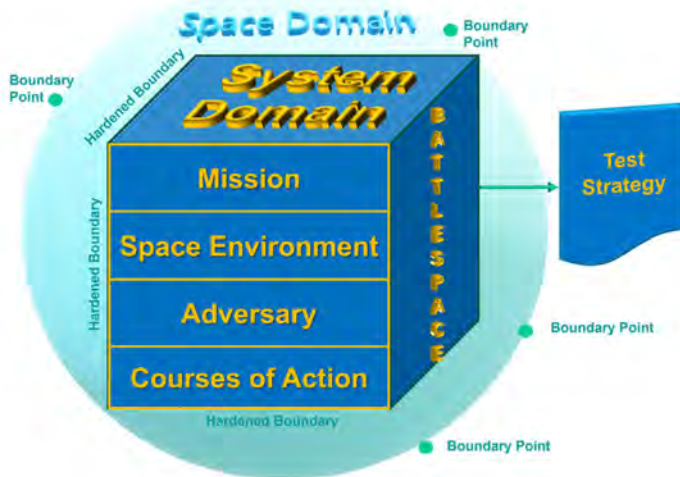 Space Domain
Boundary
Point
Boundary
Point
Hardened Boundary
System
Domain
BATTLESPACE
Mission
Space Environment
Adversary
Courses of Action
Hardened Boundary
Hardened Boundary
Test
Strategy
Boundary Point
Boundary Point